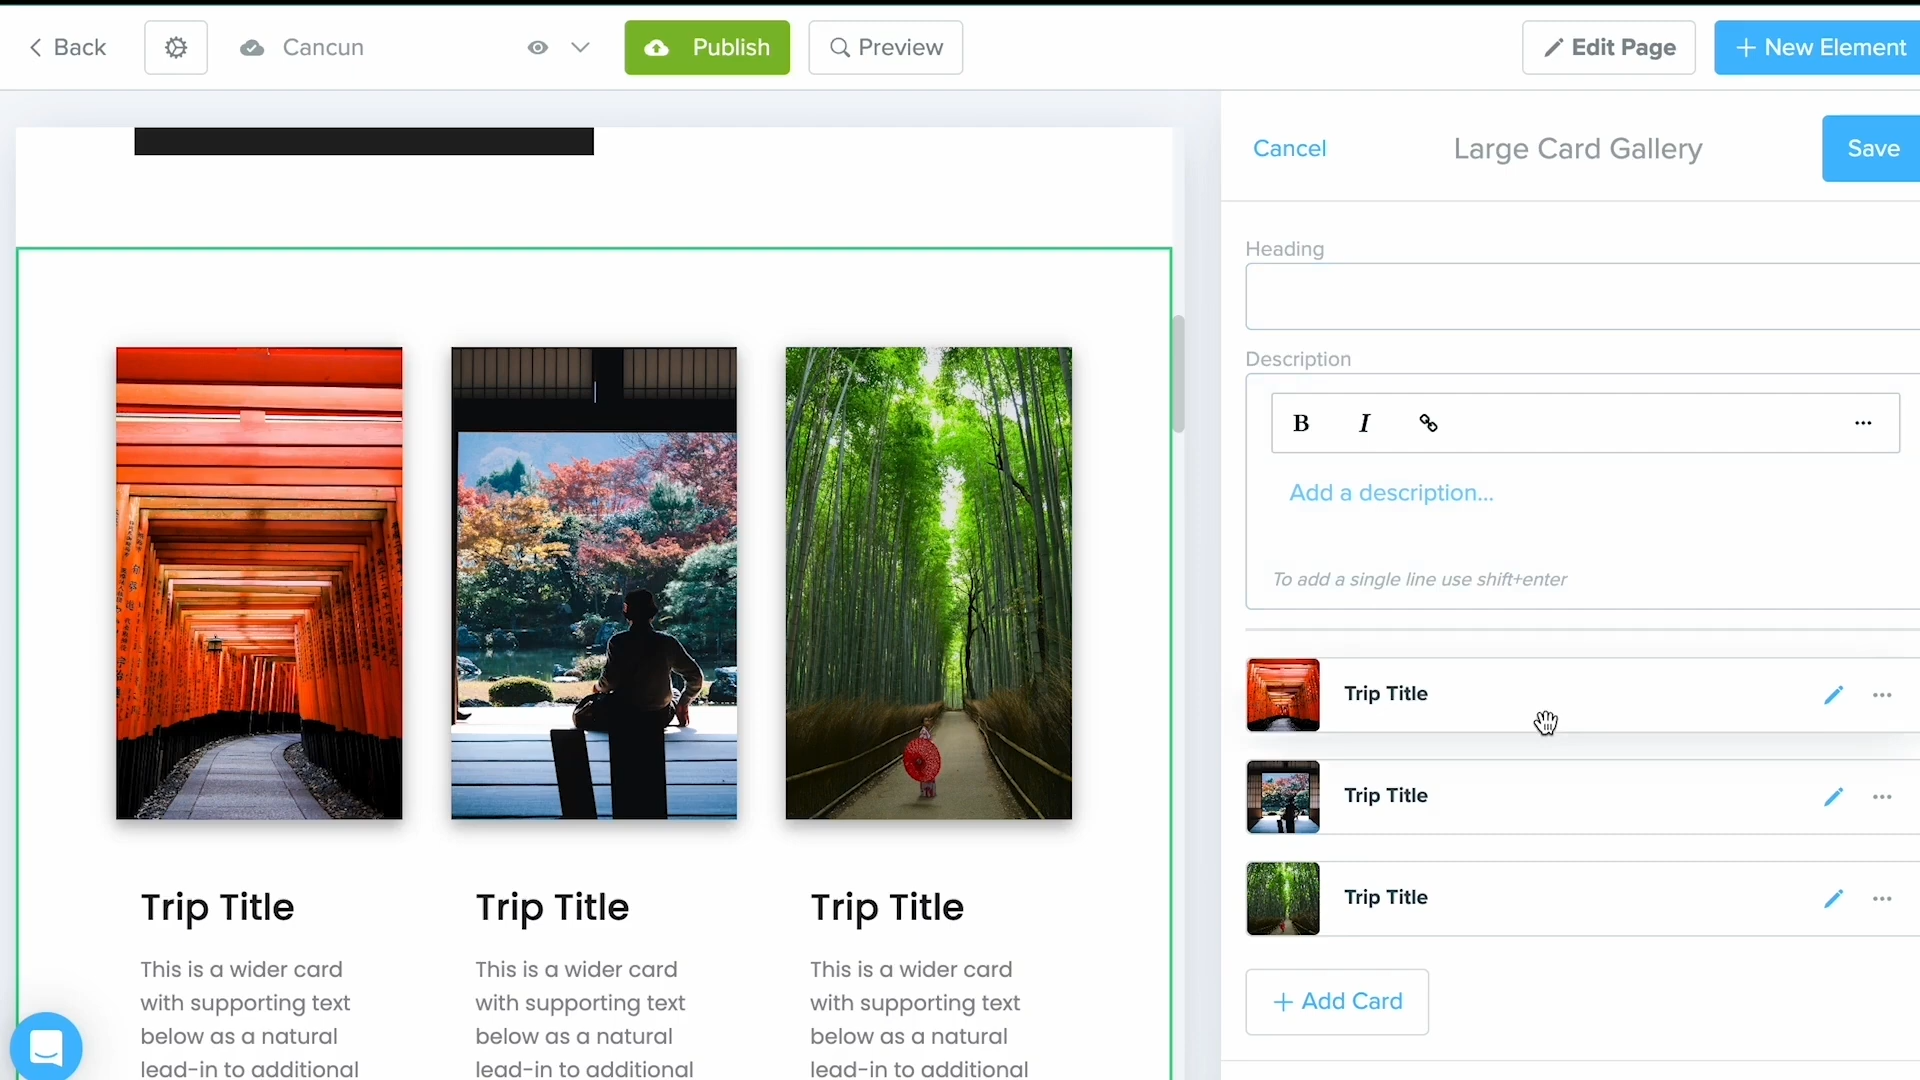 Back
Cancun
Publish
Preview
Edit Page
+ New Element
Cancel
Large Card Gallery
Save
Heading
Description
B
I
...
Add a description...
To add a single line use shift+enter
Trip Title
...
Trip Title
...
Trip Title
...
+ Add Card
Trip Title
This is a wider card
with supporting text
below as a natural
lead-in to additional
Trip Title
This is a wider card
with supporting text
below as a natural
lead-in to additional
Trip Title
This is a wider card
with supporting text
below as a natural
lead-in to additional